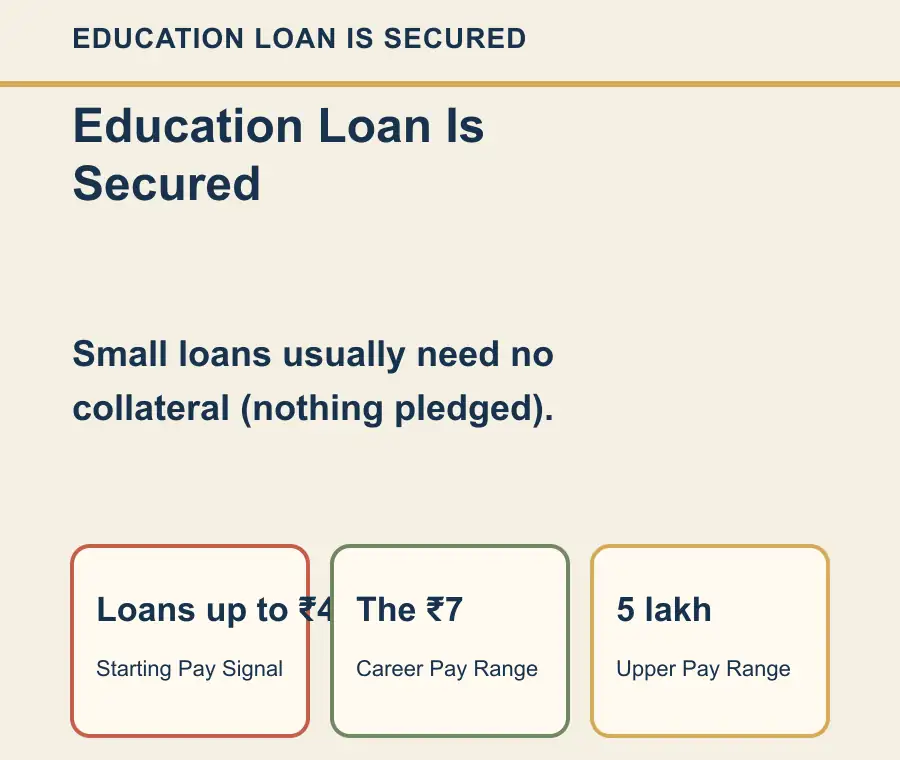 EDUCATION LOAN IS SECURED
Education Loan Is
Secured
Small loans usually need no
collateral (nothing pledged).
Loans up to ₹4
Starting Pay Signal
The ₹7
Career Pay Range
5 lakh
Upper Pay Range